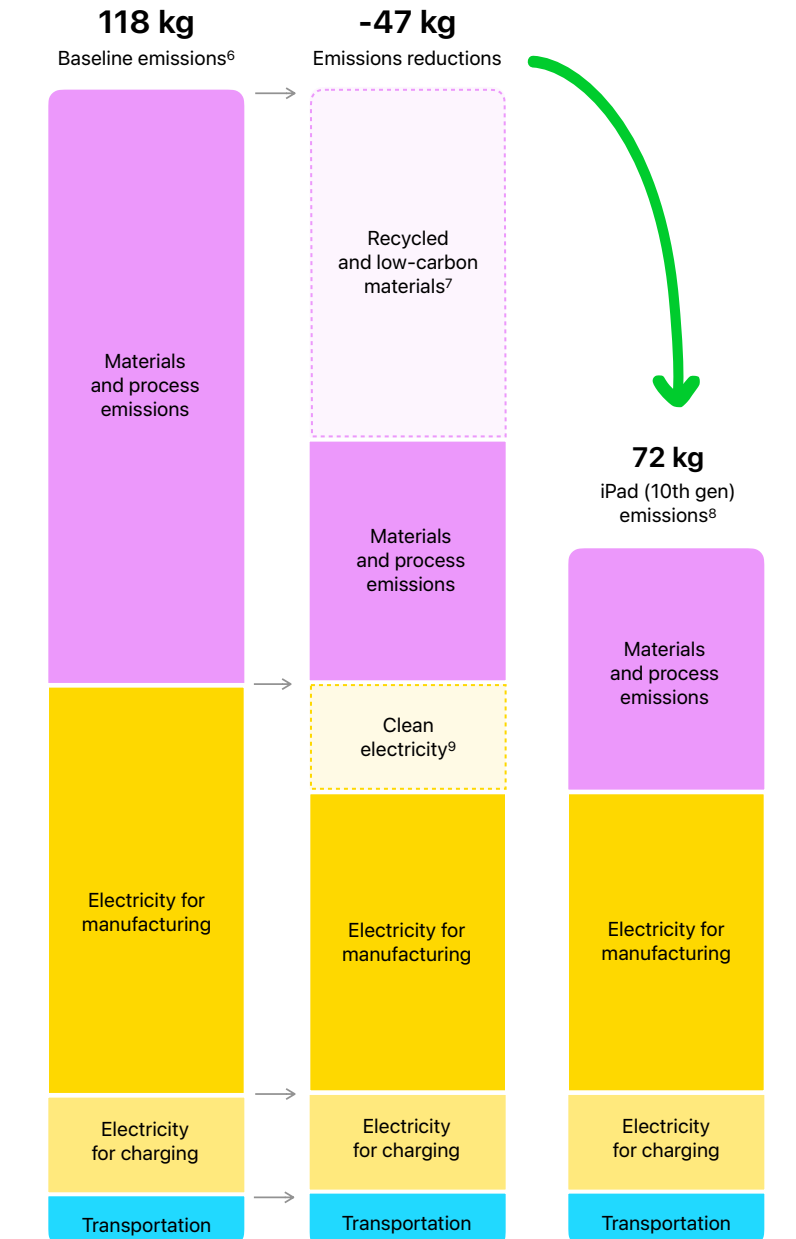 118 kg
Baseline emissions⁶
-47 kg
Emissions reductions
Materials
and process
emissions
Electricity for
manufacturing
Electricity
for charging
Transportation
Recycled
and low-carbon
materials⁷
Materials
and process
emissions
Clean
electricity⁹
Electricity for
manufacturing
Electricity
for charging
Transportation
72 kg
iPad (10th gen)
emissions⁸
Materials
and process
emissions
Electricity for
manufacturing
Electricity
for charging
Transportation